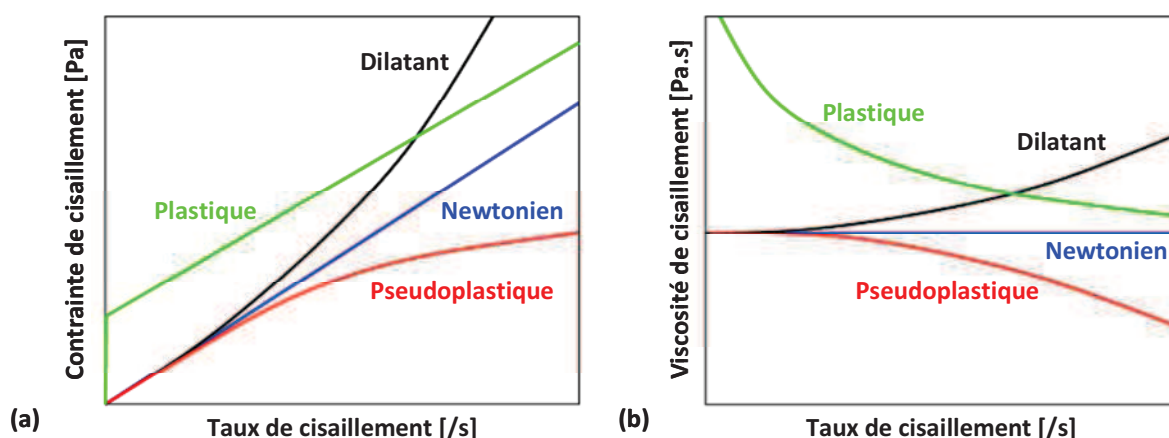 Contrainte de cisaillement [Pa]
Dilatant
Plastique
Newtonien
Pseudoplastique
(a)
Taux de cisaillement [/s]
Viscosité de cisaillement [Pa.s]
Plastique
Dilatant
Newtonien
Pseudoplastique
(b)
Taux de cisaillement [/s]